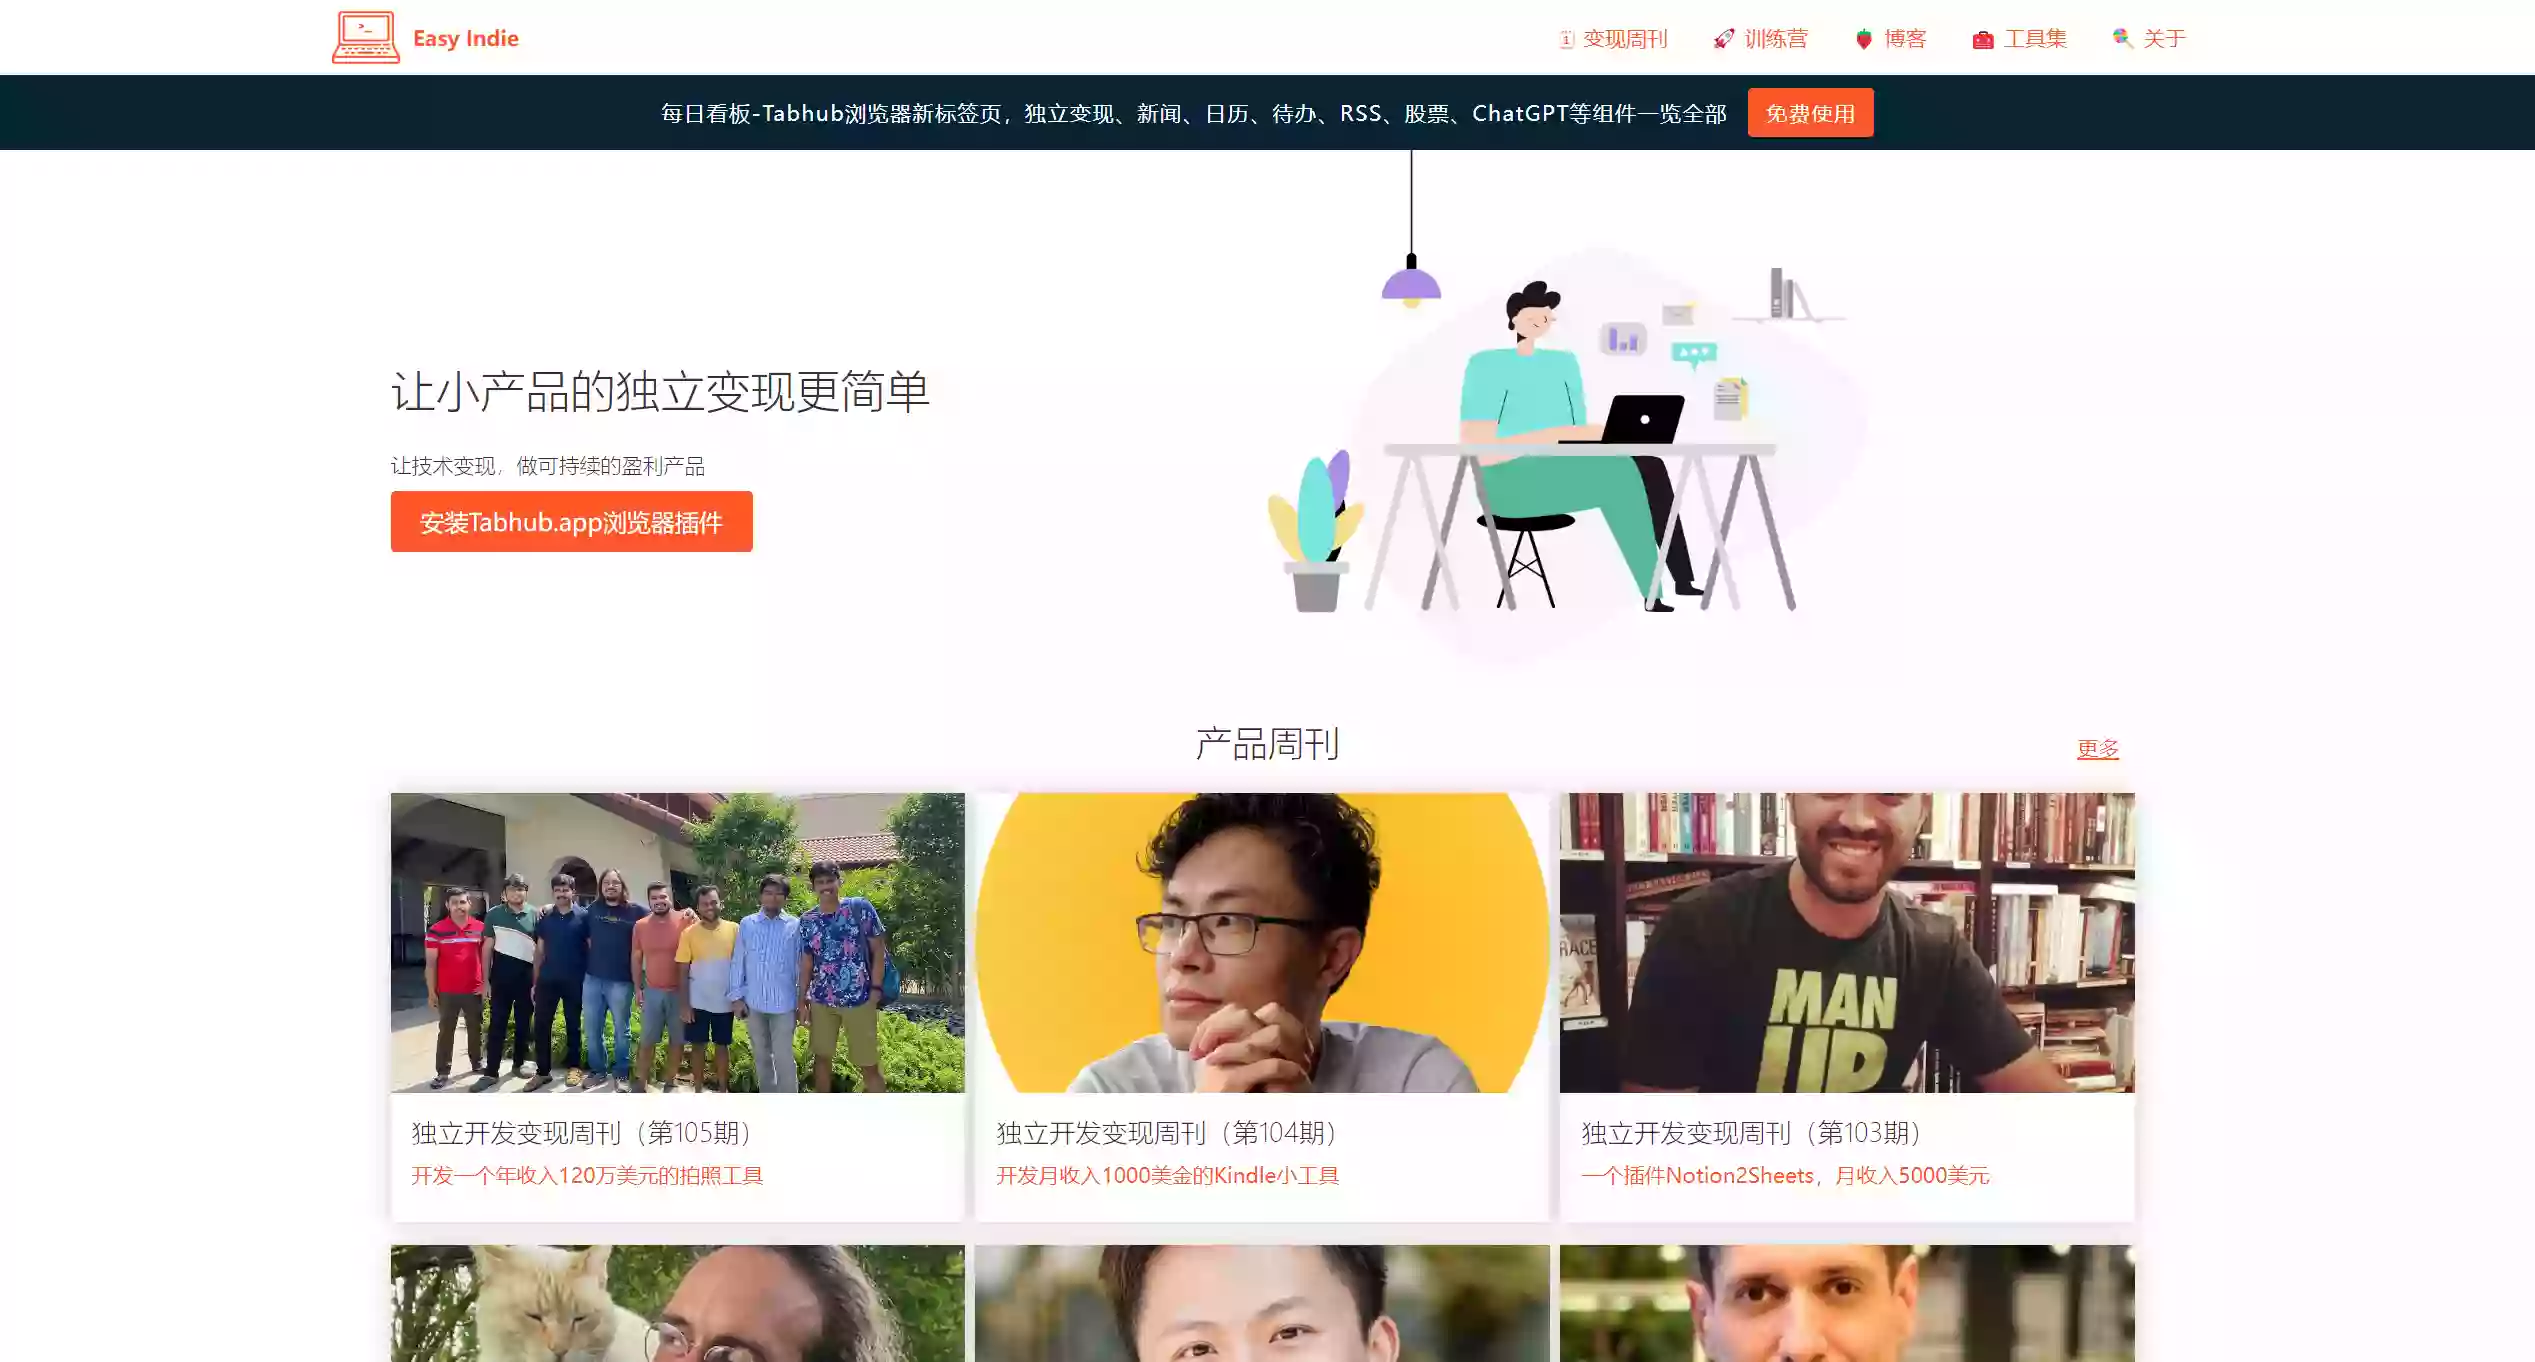 Easy Indie
变现周刊
训练营
博客
工具集
关于
每日看板-Tabhub浏览器新标签页，独立变现、新闻、日历、待办、RSS、股票、ChatGPT等组件一览全部
免费使用
让小产品的独立变现更简单
让技术变现，做可持续的盈利产品
安装Tabhub.app浏览器插件
产品周刊
更多
MAN
UP
独立开发变现周刊（第105期）
开发一个年收入120万美元的拍照工具
独立开发变现周刊（第104期）
开发月收入1000美金的Kindle小工具
独立开发变现周刊（第103期）
一个插件Notion2Sheets，月收入5000美元